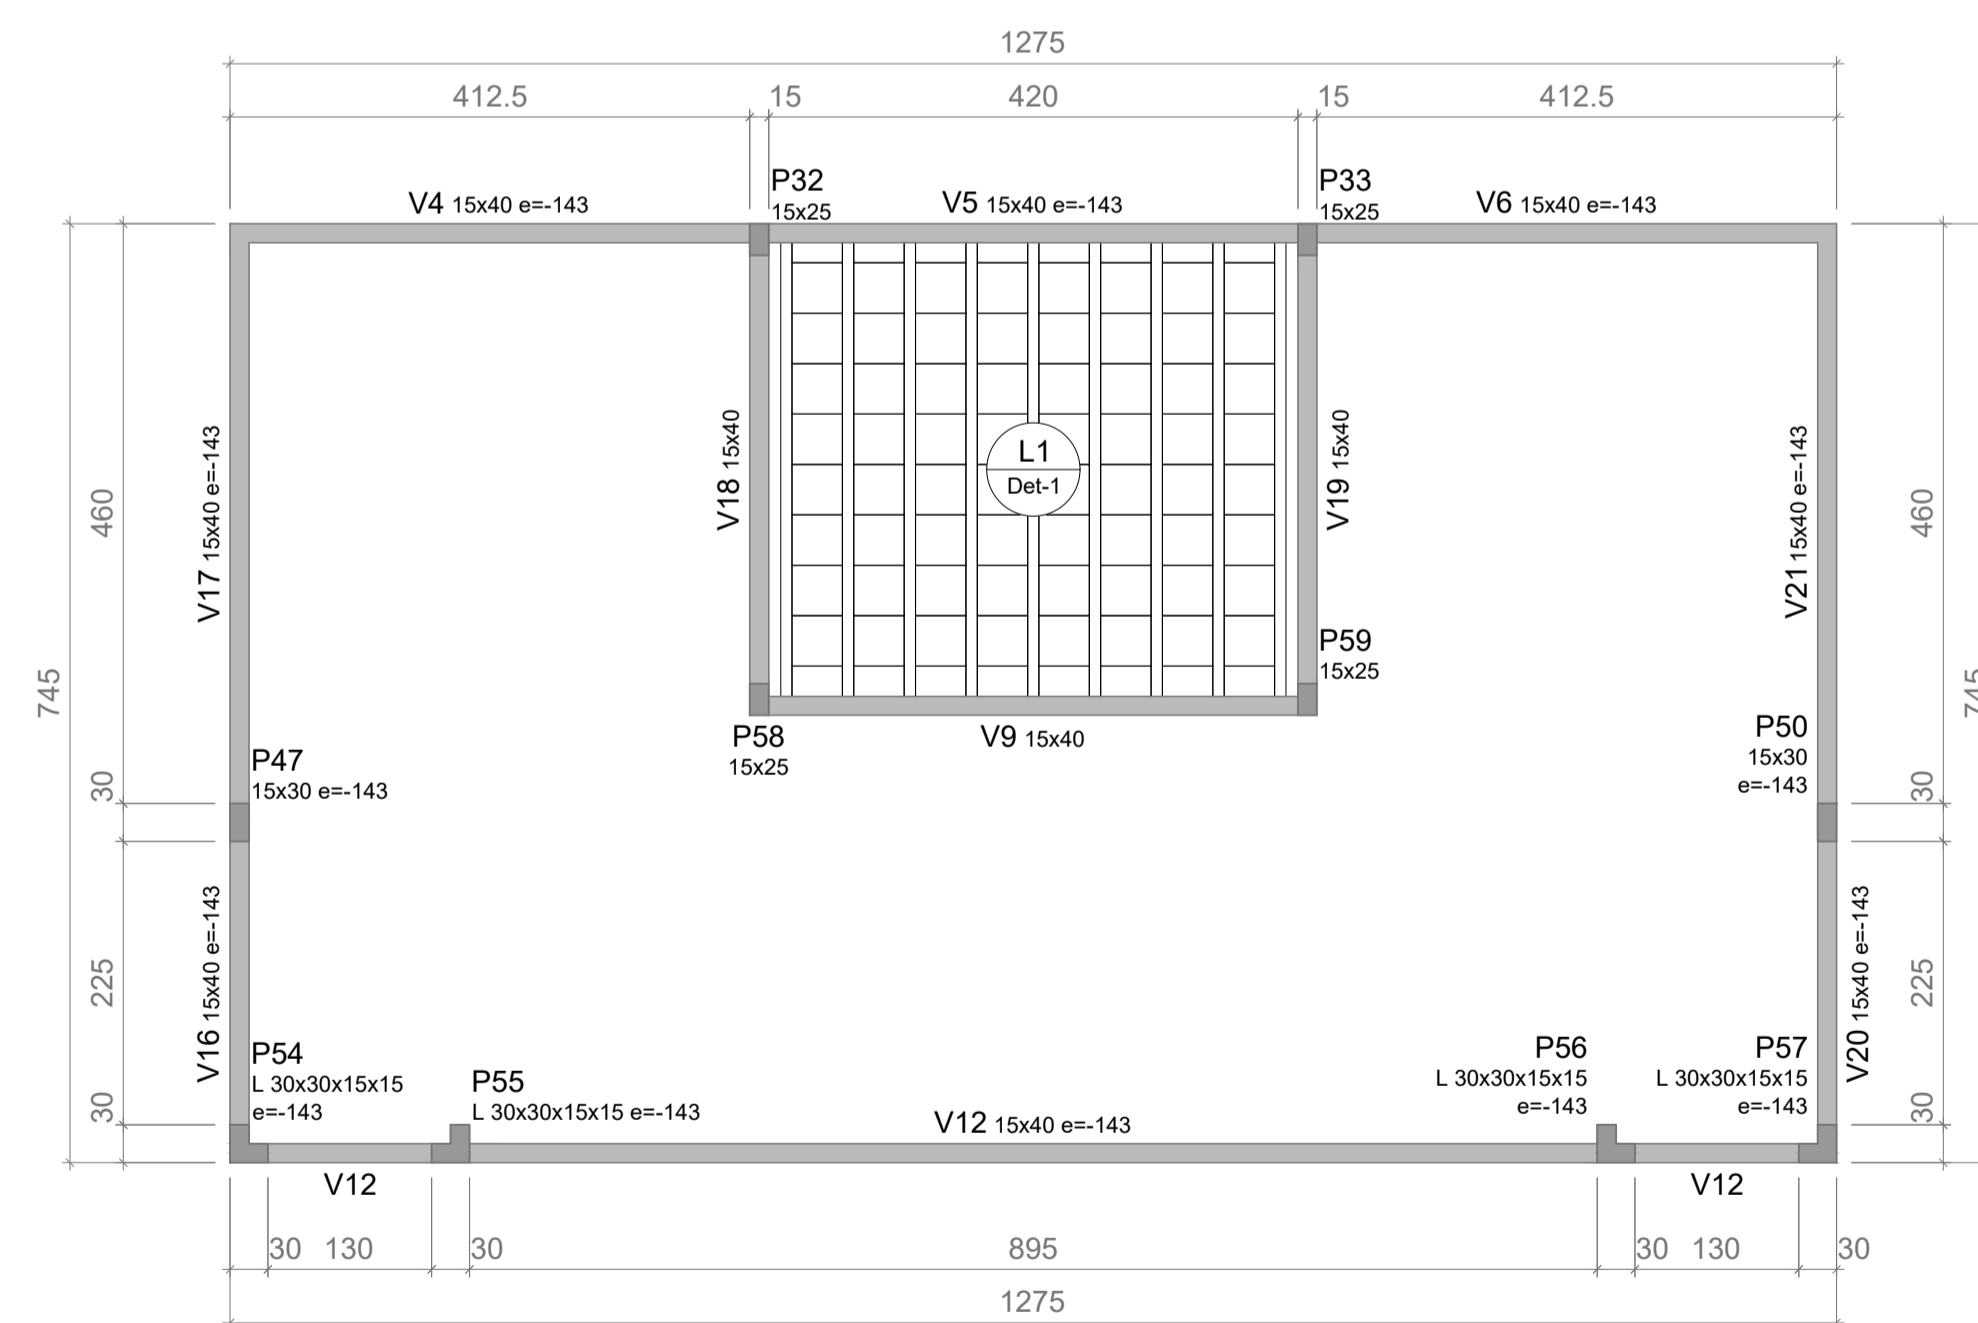 1275
412.5 15 420 15 412.5
P32
15x25
P33
15x25
V4 15x40 e=-143
V5 15x40 e=-143
V6 15x40 e=-143
V17 15x40 e=-143
V18 15x40
L1
Det-1
V19 15x40
V21 15x40 e=-143
460
460
745
745
P59
15x25
P58
15x25
V9 15x40
P47
15x30 e=-143
P50
15x30
e=-143
30
30
V16 15x40 e=-143
V20 15x40 e=-143
225
225
P54
L 30x30x15x15
e=-143
P55
L 30x30x15x15 e=-143
V12 15x40 e=-143
P56
L 30x30x15x15
e=-143
P57
L 30x30x15x15
e=-143
30
30
V12
V12
30 130 30 895 30 130 30
1275